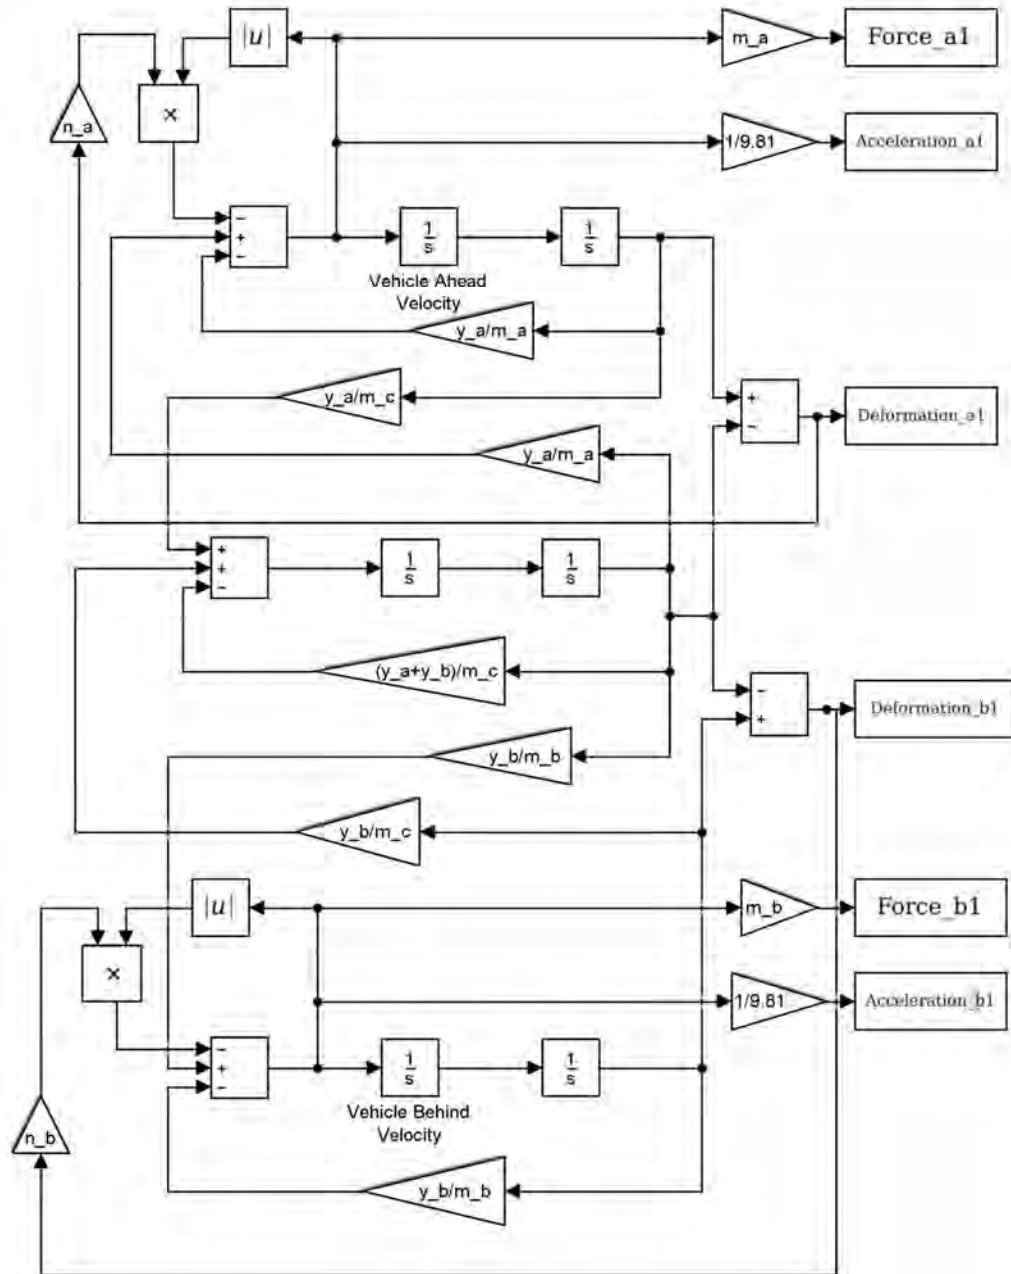 |u|
m_a
Force_a1
n_a
×
1/9.81
Acceleration_a1
−
+
−
1
s
1
s
Vehicle Ahead
Velocity
y_a/m_a
y_a/m_c
+
−
Deformation_a1
y_a/m_a
+
+
−
1
s
1
s
(y_a+y_b)/m_c
−
+
Deformation_b1
y_b/m_b
y_b/m_c
|u|
m_b
Force_b1
×
1/9.81
Acceleration_b1
−
+
−
1
s
1
s
Vehicle Behind
Velocity
n_b
y_b/m_b